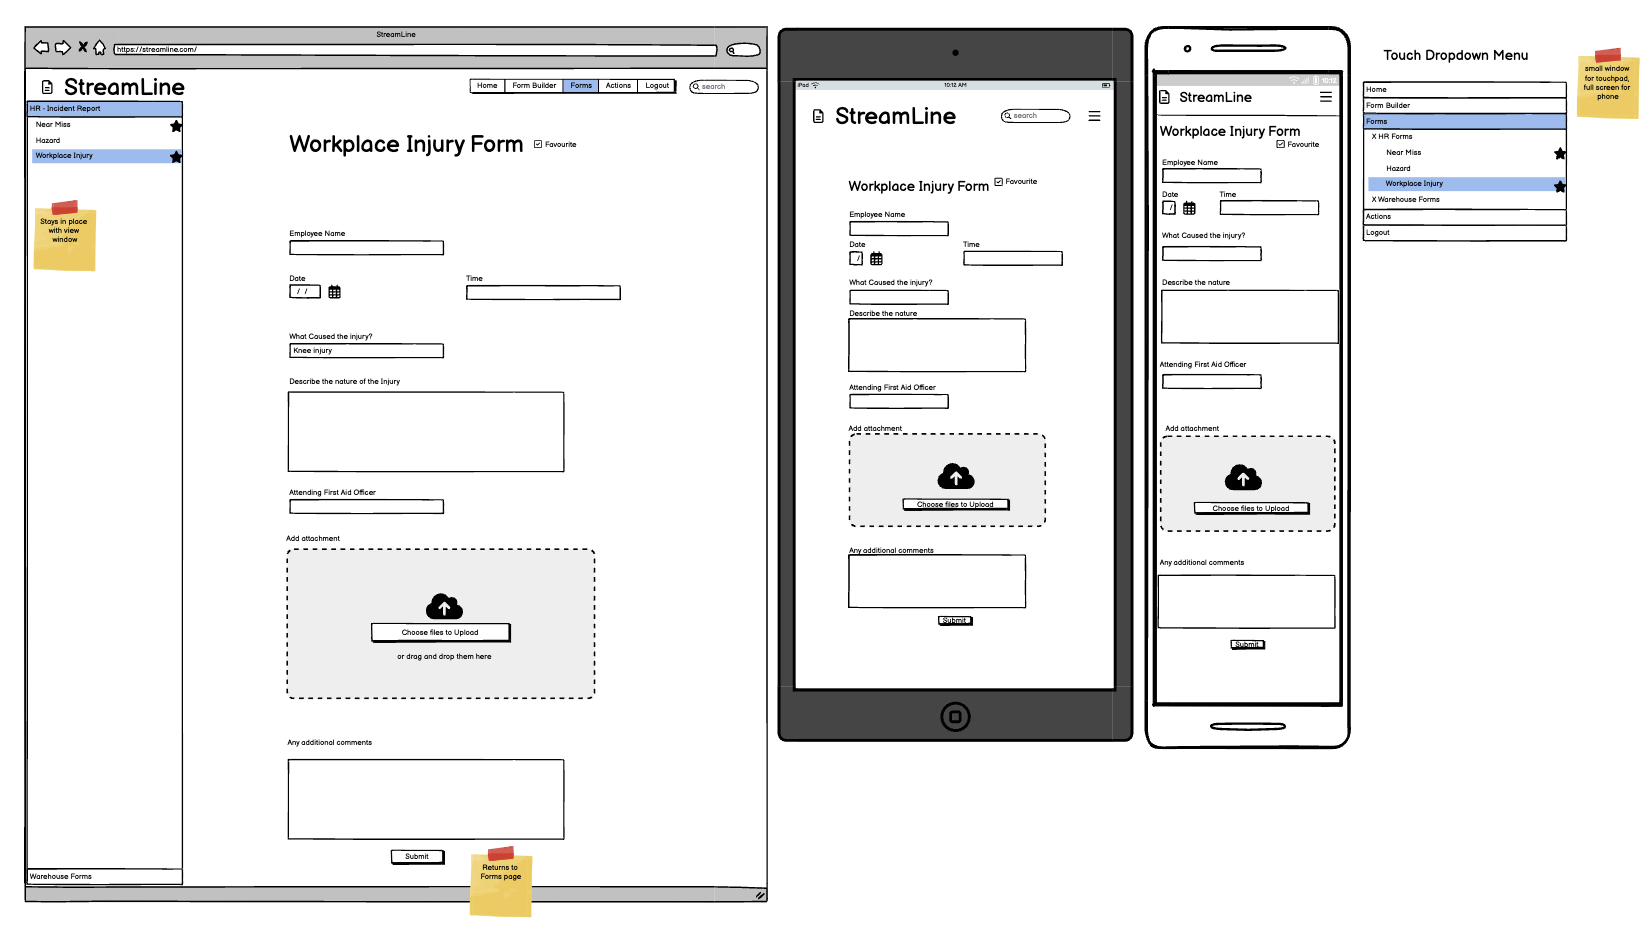 StreamLine
https://streamline.com/
StreamLine
Home
Form Builder
Forms
Actions
Logout
search
HR - Incident Report
Near Miss
Hazard
Workplace Injury
Stays in place
with view
window
Warehouse Forms
Workplace Injury Form
Favourite
Employee Name
Date
/ /
Time
What Caused the injury?
Knee injury
Describe the nature of the Injury
Attending First Aid Officer
Add attachment
Choose files to Upload
or drag and drop them here
Any additional comments
Submit
Returns to
Forms page
iPod
10:12 AM
StreamLine
search
Workplace Injury Form
Favourite
Employee Name
Date
/
Time
What Caused the injury?
Describe the nature
Attending First Aid Officer
Add attachment
Choose files to Upload
Any additional comments
Submit
10:12
StreamLine
Workplace Injury Form
Favourite
Employee Name
Date
/
Time
What Caused the injury?
Describe the nature
Attending First Aid Officer
Add attachment
Choose files to Upload
Any additional comments
Submit
Touch Dropdown Menu
Home
Form Builder
Forms
X HR Forms
Near Miss
Hazard
Workplace Injury
X Warehouse Forms
Actions
Logout
small window
for touchpad,
full screen for
phone